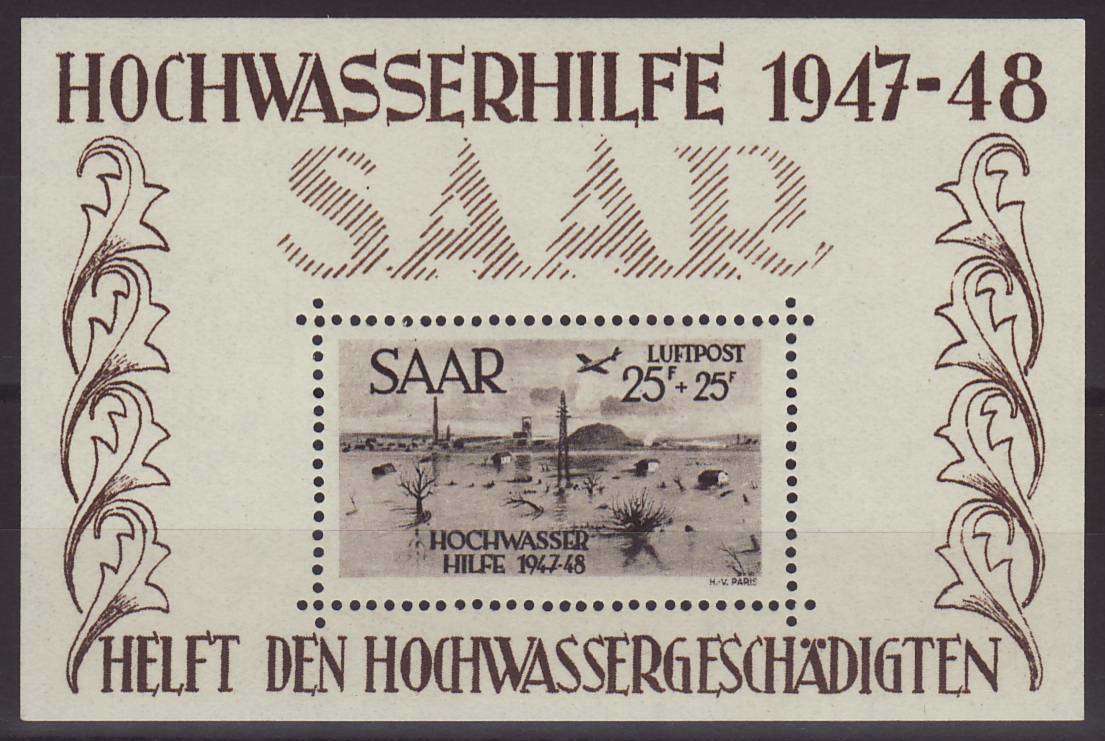 HOCHWASSERHILFE 1947-48
SAAR
SAAR
LUFTPOST
25F + 25F
HOCHWASSER
HILFE 1947-48
H.-V. PARIS
HELFT DEN HOCHWASSERGESCHÄDIGTEN